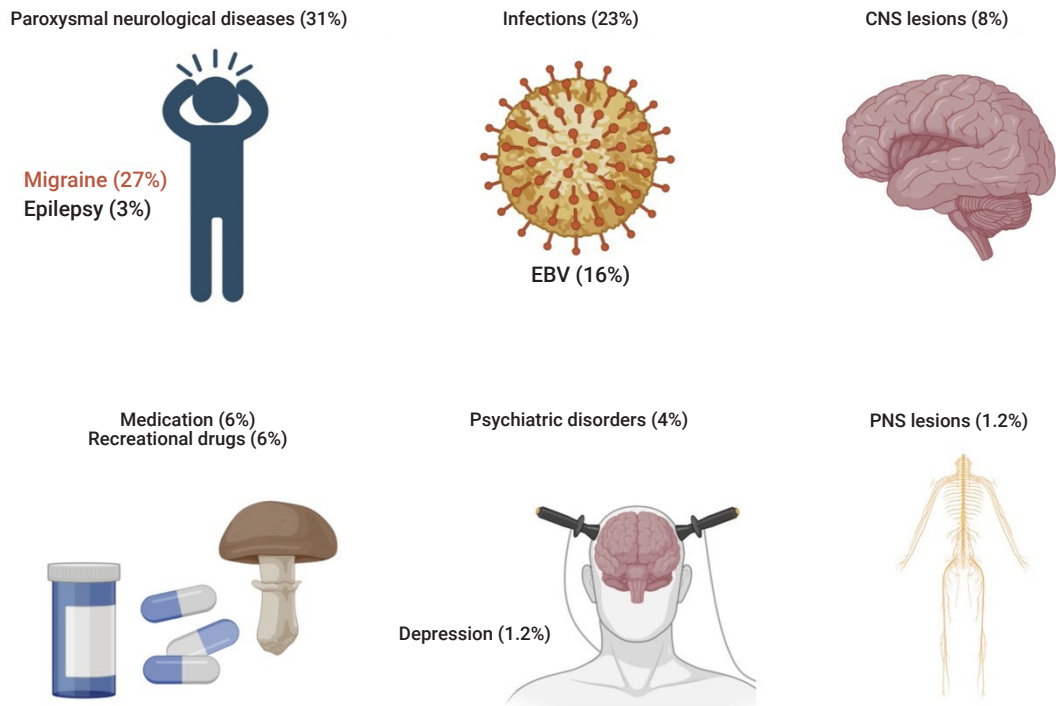 Paroxysmal neurological diseases (31%)
Infections (23%)
CNS lesions (8%)
Migraine (27%)
Epilepsy (3%)
EBV (16%)
Medication (6%)
Recreational drugs (6%)
Psychiatric disorders (4%)
PNS lesions (1.2%)
Depression (1.2%)